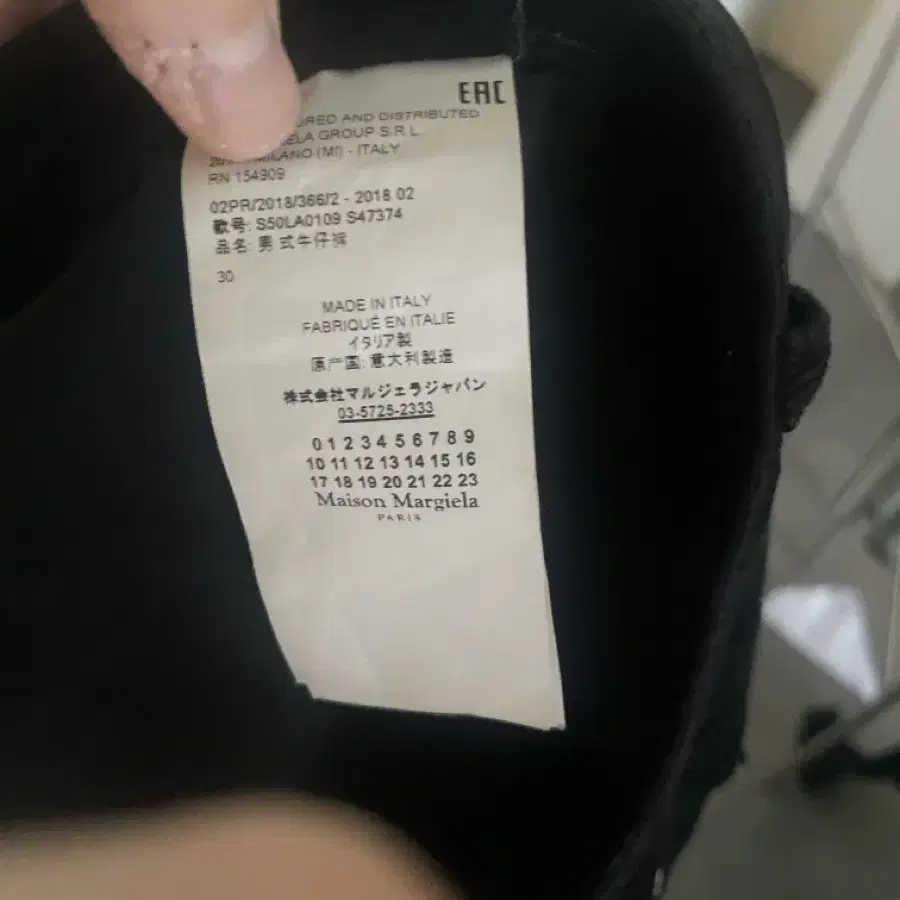 EAC
URED AND DISTRIBUTED
ELA GROUP S.R.L.
MILANO (MI) - ITALY
RN 154909
02PR/2018/366/2 - 2018 02
款号: S50LA0109 S47374
品名: 男 式牛仔裤
30
MADE IN ITALY
FABRIQUÉ EN ITALIE
イタリア製
原产国: 意大利製造
株式会社マルジェラジャパン
03-5725-2333
0 1 2 3 4 5 6 7 8 9
10 11 12 13 14 15 16
17 18 19 20 21 22 23
Maison Margiela
PARIS